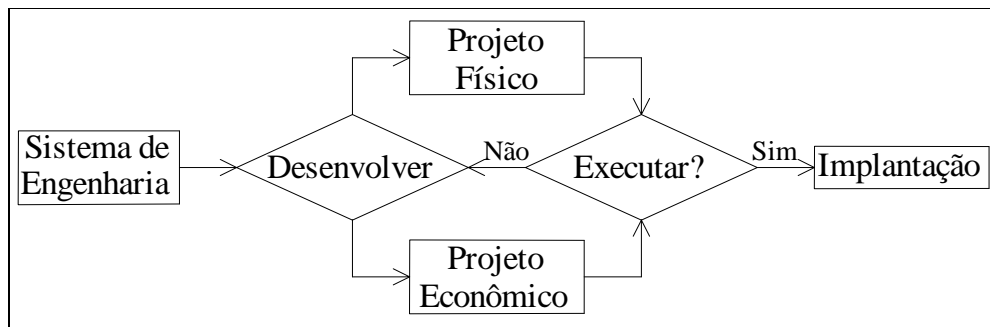 Projeto
Físico
Sistema de
Engenharia
Desenvolver
Não
Executar?
Sim
Implantação
Projeto
Econômico